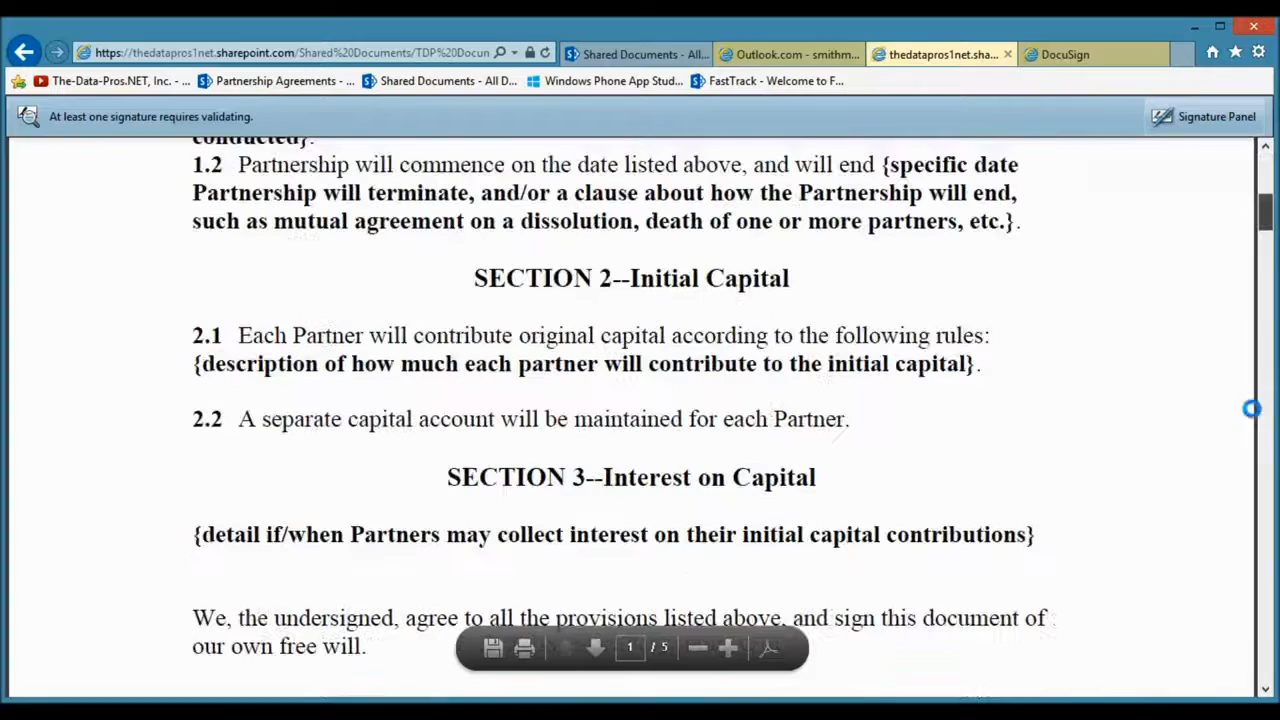 https://thedatapros1net.sharepoint.com/Shared%20Documents/TDP%20Docun
Shared Documents - All...
Outlook.com - smithm...
thedatapros1net.sha...
DocuSign
The-Data-Pros.NET, Inc. - ...
Partnership Agreements - ...
Shared Documents - All D...
Windows Phone App Stud...
FastTrack - Welcome to F...
At least one signature requires validating.
Signature Panel
conducted}.
1.2 Partnership will commence on the date listed above, and will end {specific date
Partnership will terminate, and/or a clause about how the Partnership will end,
such as mutual agreement on a dissolution, death of one or more partners, etc.}.
SECTION 2--Initial Capital
2.1 Each Partner will contribute original capital according to the following rules:
{description of how much each partner will contribute to the initial capital}.
2.2 A separate capital account will be maintained for each Partner.
SECTION 3--Interest on Capital
{detail if/when Partners may collect interest on their initial capital contributions}
We, the undersigned, agree to all the provisions listed above, and sign this document of
our own free will.
1 / 5